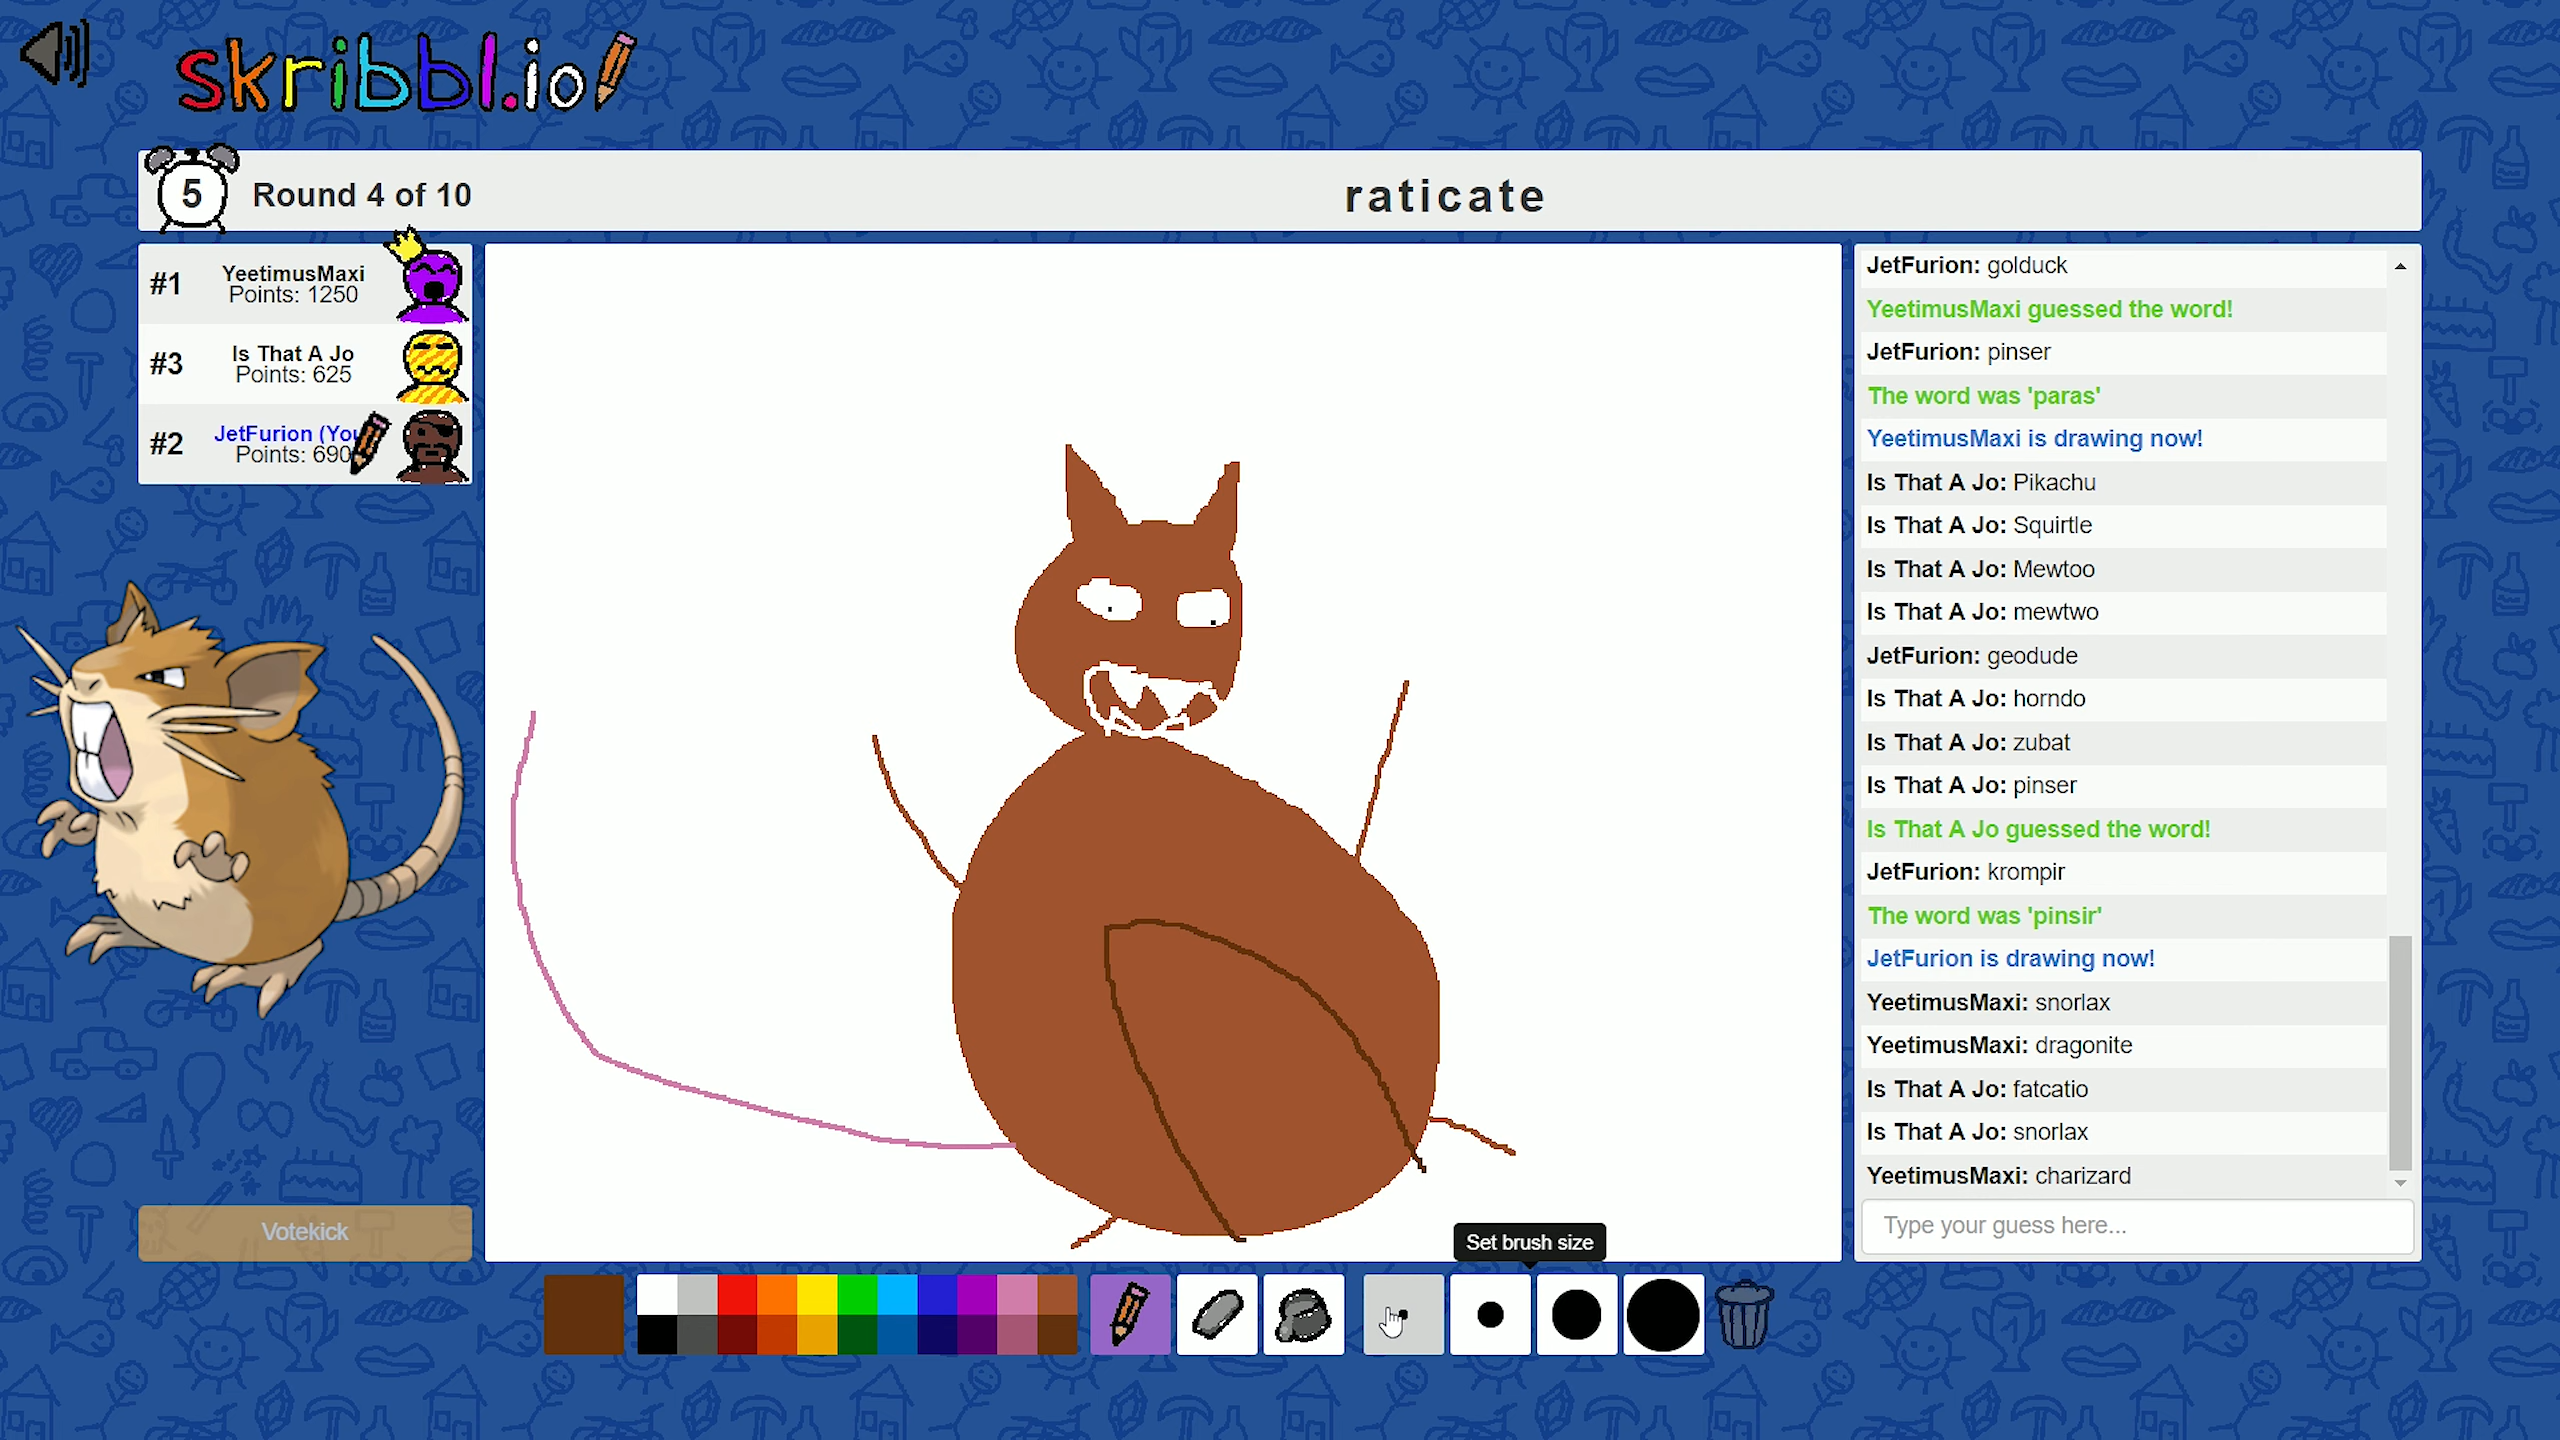 skribbl.io
5
Round 4 of 10
raticate
#1
YeetimusMaxi
Points: 1250
#3
Is That A Jo
Points: 625
#2
JetFurion (You
Points: 690
JetFurion: golduck
YeetimusMaxi guessed the word!
JetFurion: pinser
The word was 'paras'
YeetimusMaxi is drawing now!
Is That A Jo: Pikachu
Is That A Jo: Squirtle
Is That A Jo: Mewtoo
Is That A Jo: mewtwo
JetFurion: geodude
Is That A Jo: horndo
Is That A Jo: zubat
Is That A Jo: pinser
Is That A Jo guessed the word!
JetFurion: krompir
The word was 'pinsir'
JetFurion is drawing now!
YeetimusMaxi: snorlax
YeetimusMaxi: dragonite
Is That A Jo: fatcatio
Is That A Jo: snorlax
YeetimusMaxi: charizard
Type your guess here...
Votekick
Set brush size